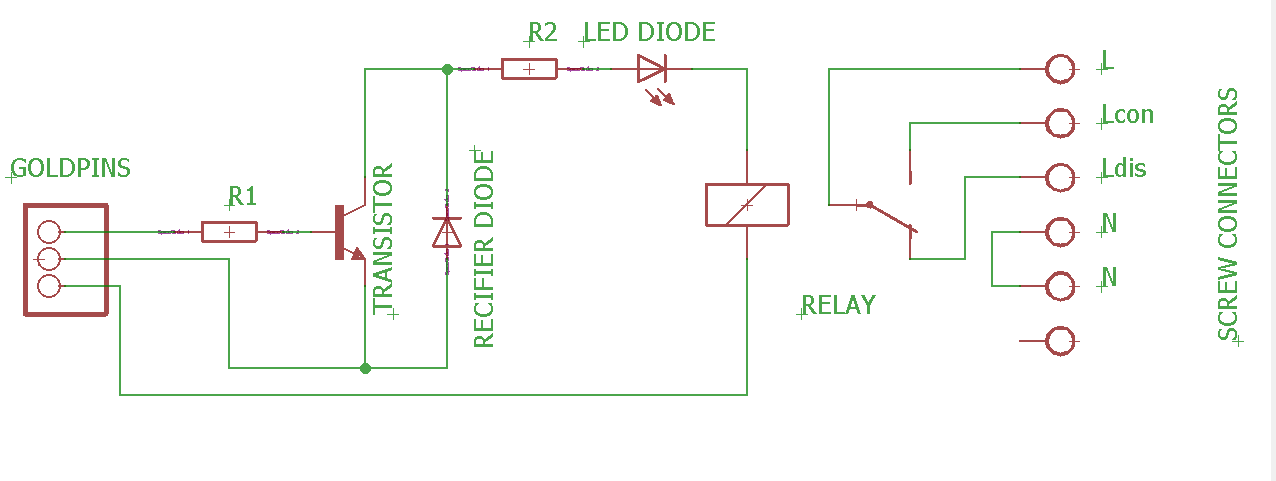 R2
LED DIODE
L
Lcon
GOLDPINS
Ldis
R1
TRANSISTOR
RECIFIER DIODE
N
N
RELAY
SCREW CONNECTORS